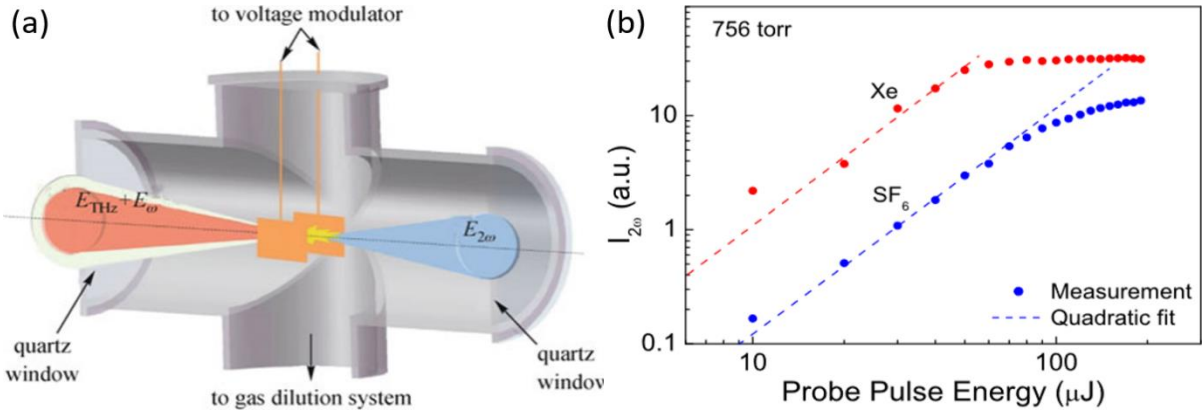 (a)
to voltage modulator
E_THz + E_ω
E_2ω
quartz
window
quartz
window
to gas dilution system
(b)
756 torr
Xe
SF₆
Measurement
Quadratic fit
I_2ω (a.u.)
10
1
0.1
10
100
Probe Pulse Energy (μJ)